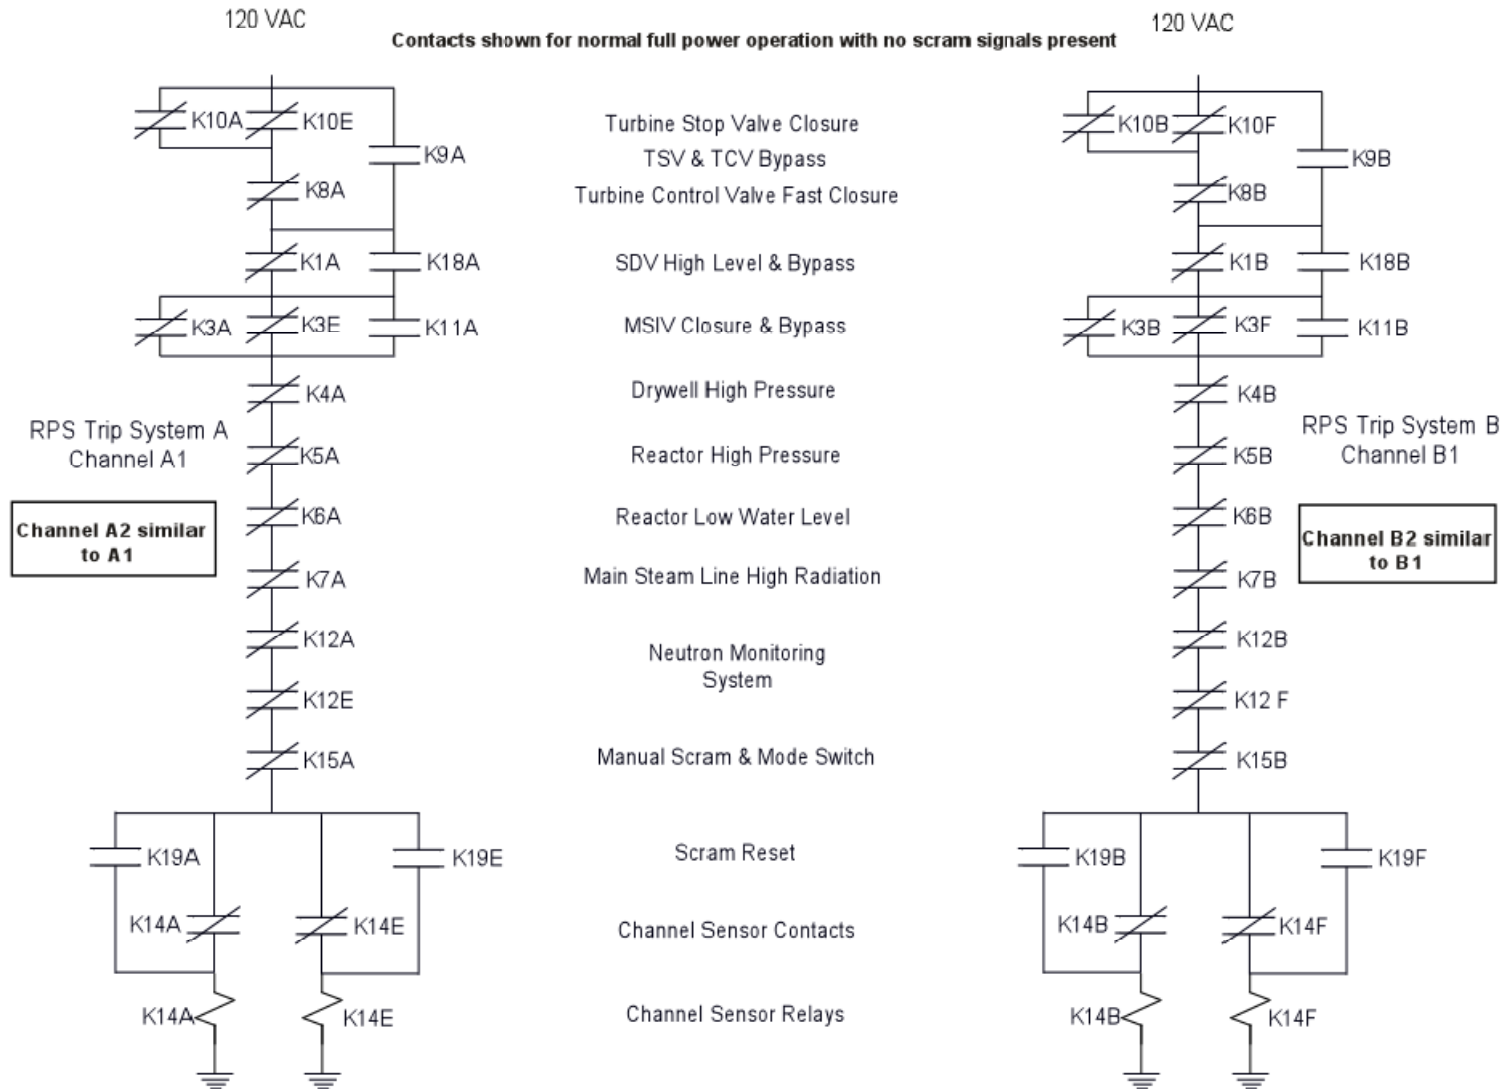 120 VAC
Contacts shown for normal full power operation with no scram signals present
120 VAC
K10A
K10E
K9A
K8A
K1A
K18A
K3A
K3E
K11A
K4A
RPS Trip System A
Channel A1
K5A
Channel A2 similar
to A1
K6A
K7A
K12A
K12E
K15A
K19A
K19E
K14A
K14E
K14A
K14E
Turbine Stop Valve Closure
TSV & TCV Bypass
Turbine Control Valve Fast Closure
SDV High Level & Bypass
MSIV Closure & Bypass
Drywell High Pressure
Reactor High Pressure
Reactor Low Water Level
Main Steam Line High Radiation
Neutron Monitoring
System
Manual Scram & Mode Switch
Scram Reset
Channel Sensor Contacts
Channel Sensor Relays
K10B
K10F
K9B
K8B
K1B
K18B
K3B
K3F
K11B
K4B
RPS Trip System B
Channel B1
K5B
K6B
Channel B2 similar
to B1
K7B
K12B
K12 F
K15B
K19B
K19F
K14B
K14F
K14B
K14F